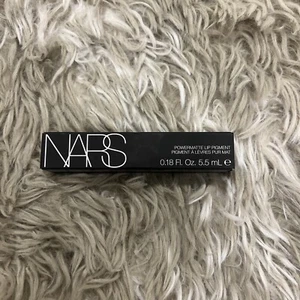 NARS
POWERMATTE LIP PIGMENT
PIGMENT À LÈVRES PUR MAT
0.18 Fl. Oz. 5.5 mL ℮